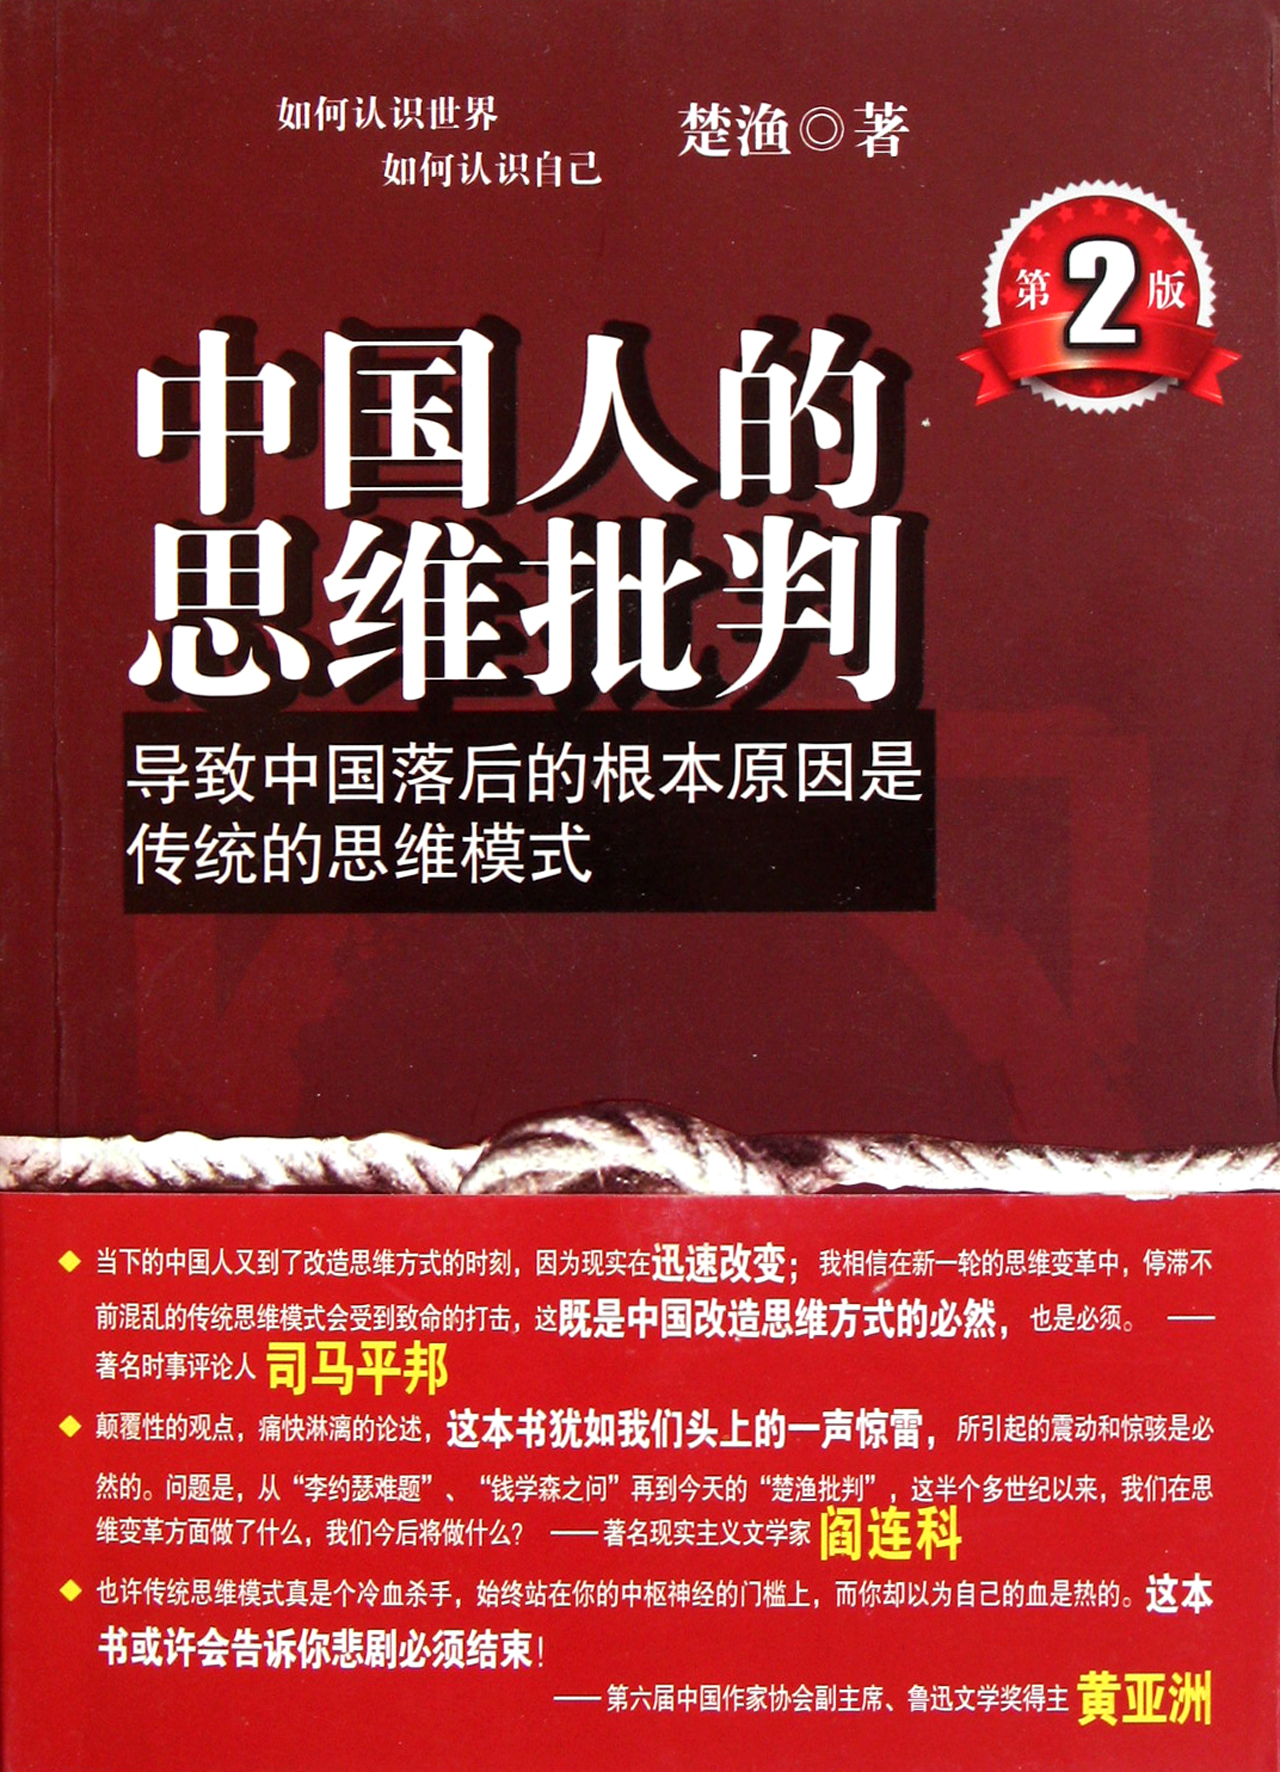 如何认识世界
如何认识自己
楚渔◎著
第2版
中国人的
思维批判
导致中国落后的根本原因是
传统的思维模式
当下的中国人又到了改造思维方式的时刻，因为现实在迅速改变；我相信在新一轮的思维变革中，停滞不
前混乱的传统思维模式会受到致命的打击，这既是中国改造思维方式的必然，也是必须。 ——
著名时事评论人 司马平邦
颠覆性的观点，痛快淋漓的论述，这本书犹如我们头上的一声惊雷，所引起的震动和惊骇是必
然的。问题是，从“李约瑟难题”、“钱学森之问”再到今天的“楚渔批判”，这半个多世纪以来，我们在思
维变革方面做了什么，我们今后将做什么？ ——著名现实主义文学家 阎连科
也许传统思维模式真是个冷血杀手，始终站在你的中枢神经的门槛上，而你却以为自己的血是热的。这本
书或许会告诉你悲剧必须结束！
——第六届中国作家协会副主席、鲁迅文学奖得主 黄亚洲